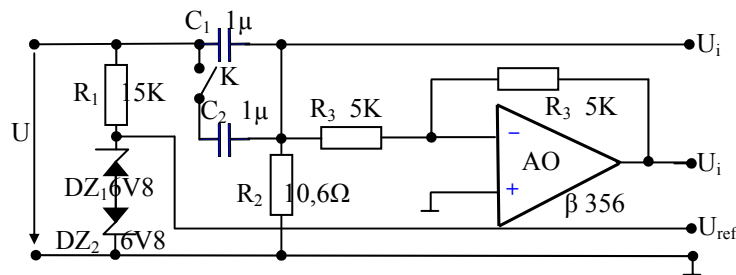 C₁ 1μ
Uᵢ
K
R₁ 15K
C₂ 1μ
R₃ 5K
R₃ 5K
U
−
AO
Uᵢ
DZ₁ 6V8
R₂ 10,6Ω
+
β 356
U_ref
DZ₂ 6V8